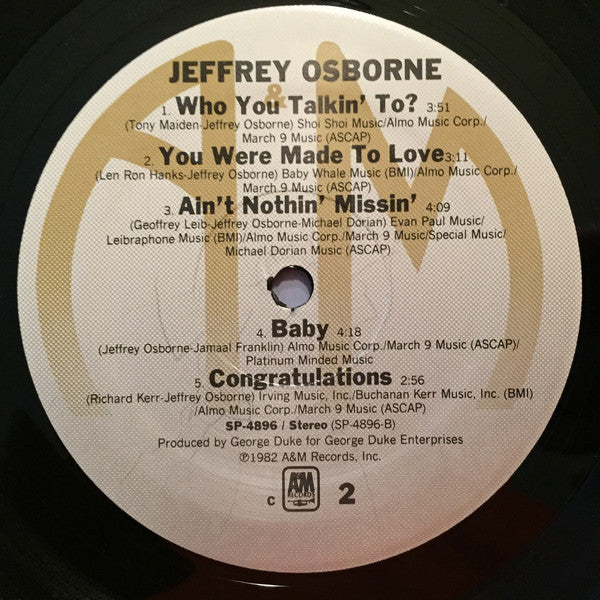 JEFFREY OSBORNE
1. Who You Talkin' To? 3:51
(Tony Maiden-Jeffrey Osborne) Shoi Shoi Music/Almo Music Corp./
March 9 Music (ASCAP)
2. You Were Made To Love 3:11
(Len Ron Hanks-Jeffrey Osborne) Baby Whale Music (BMI)/Almo Music Corp./
March 9 Music (ASCAP)
3. Ain't Nothin' Missin' 4:09
(Geoffrey Leib-Jeffrey Osborne-Michael Dorian) Evan Paul Music/
Leibraphone Music (BMI)/Almo Music Corp./March 9 Music/Special Music/
Michael Dorian Music (ASCAP)
4. Baby 4:18
(Jeffrey Osborne-Jamaal Franklin) Almo Music Corp./March 9 Music (ASCAP)/
Platinum Minded Music
5. Congratulations 2:56
(Richard Kerr-Jeffrey Osborne) Irving Music, Inc./Buchanan Kerr Music, Inc. (BMI)
/Almo Music Corp./March 9 Music (ASCAP)
SP-4896 / Stereo (SP-4896-B)
Produced by George Duke for George Duke Enterprises
℗1982 A&M Records, Inc.
C A&M RECORDS 2
A&M